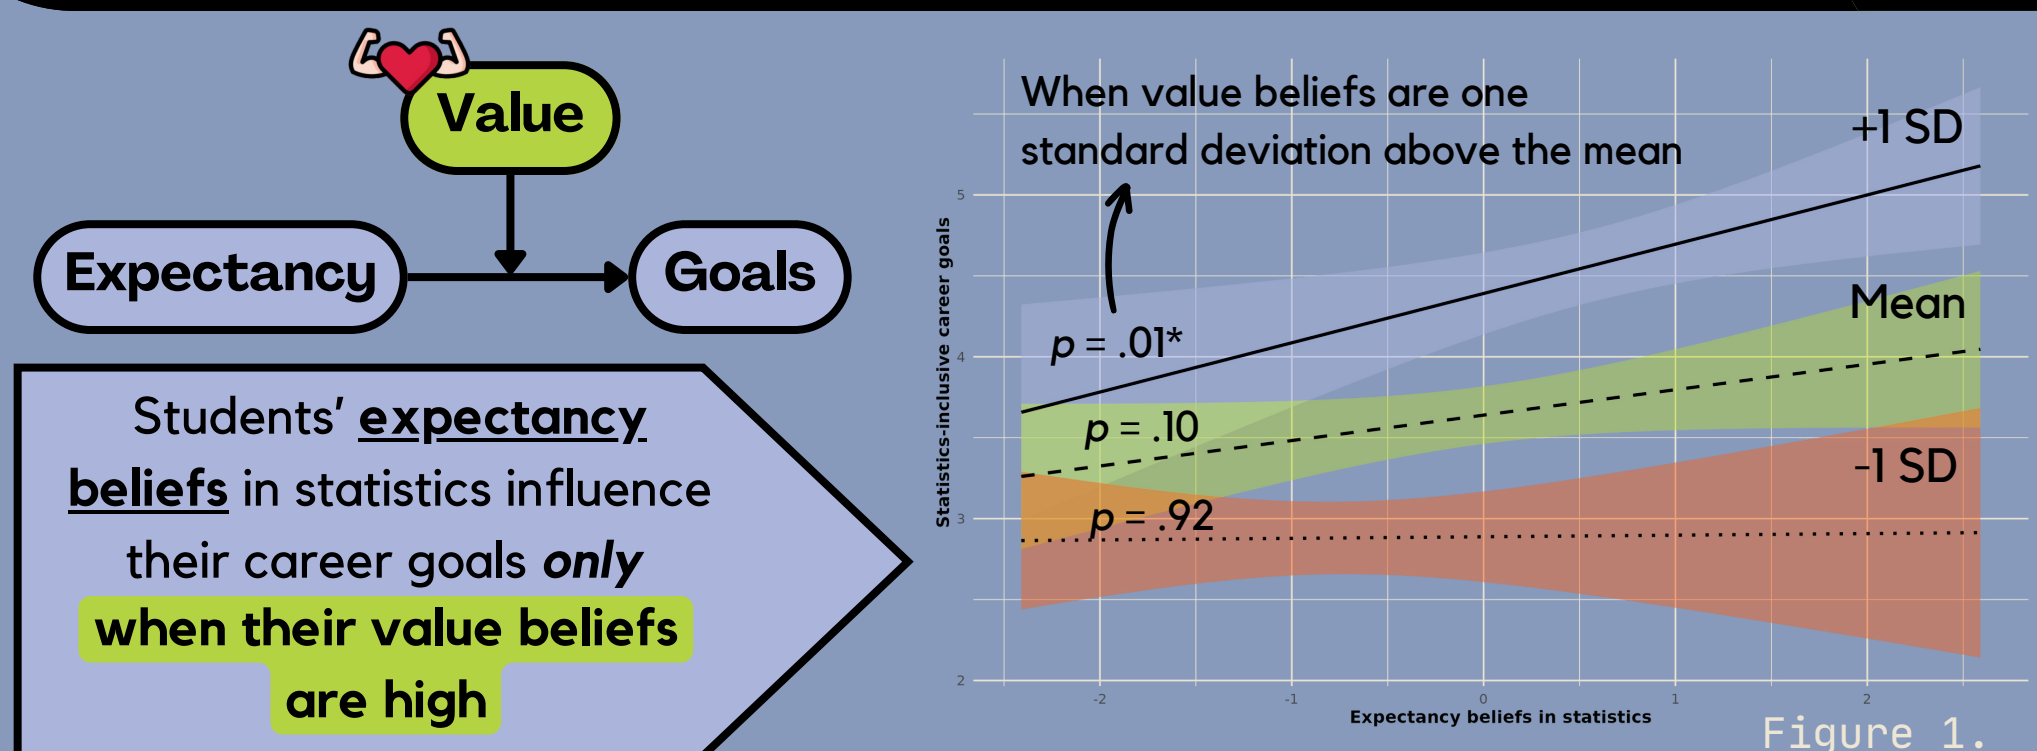 Value
Expectancy
Goals
Students' expectancy
beliefs in statistics influence
their career goals only
when their value beliefs
are high
When value beliefs are one
standard deviation above the mean
+1 SD
Mean
-1 SD
p = .01*
p = .10
p = .92
Statistics-inclusive career goals
5
4
3
2
-2
-1
0
1
2
Expectancy beliefs in statistics
Figure 1.